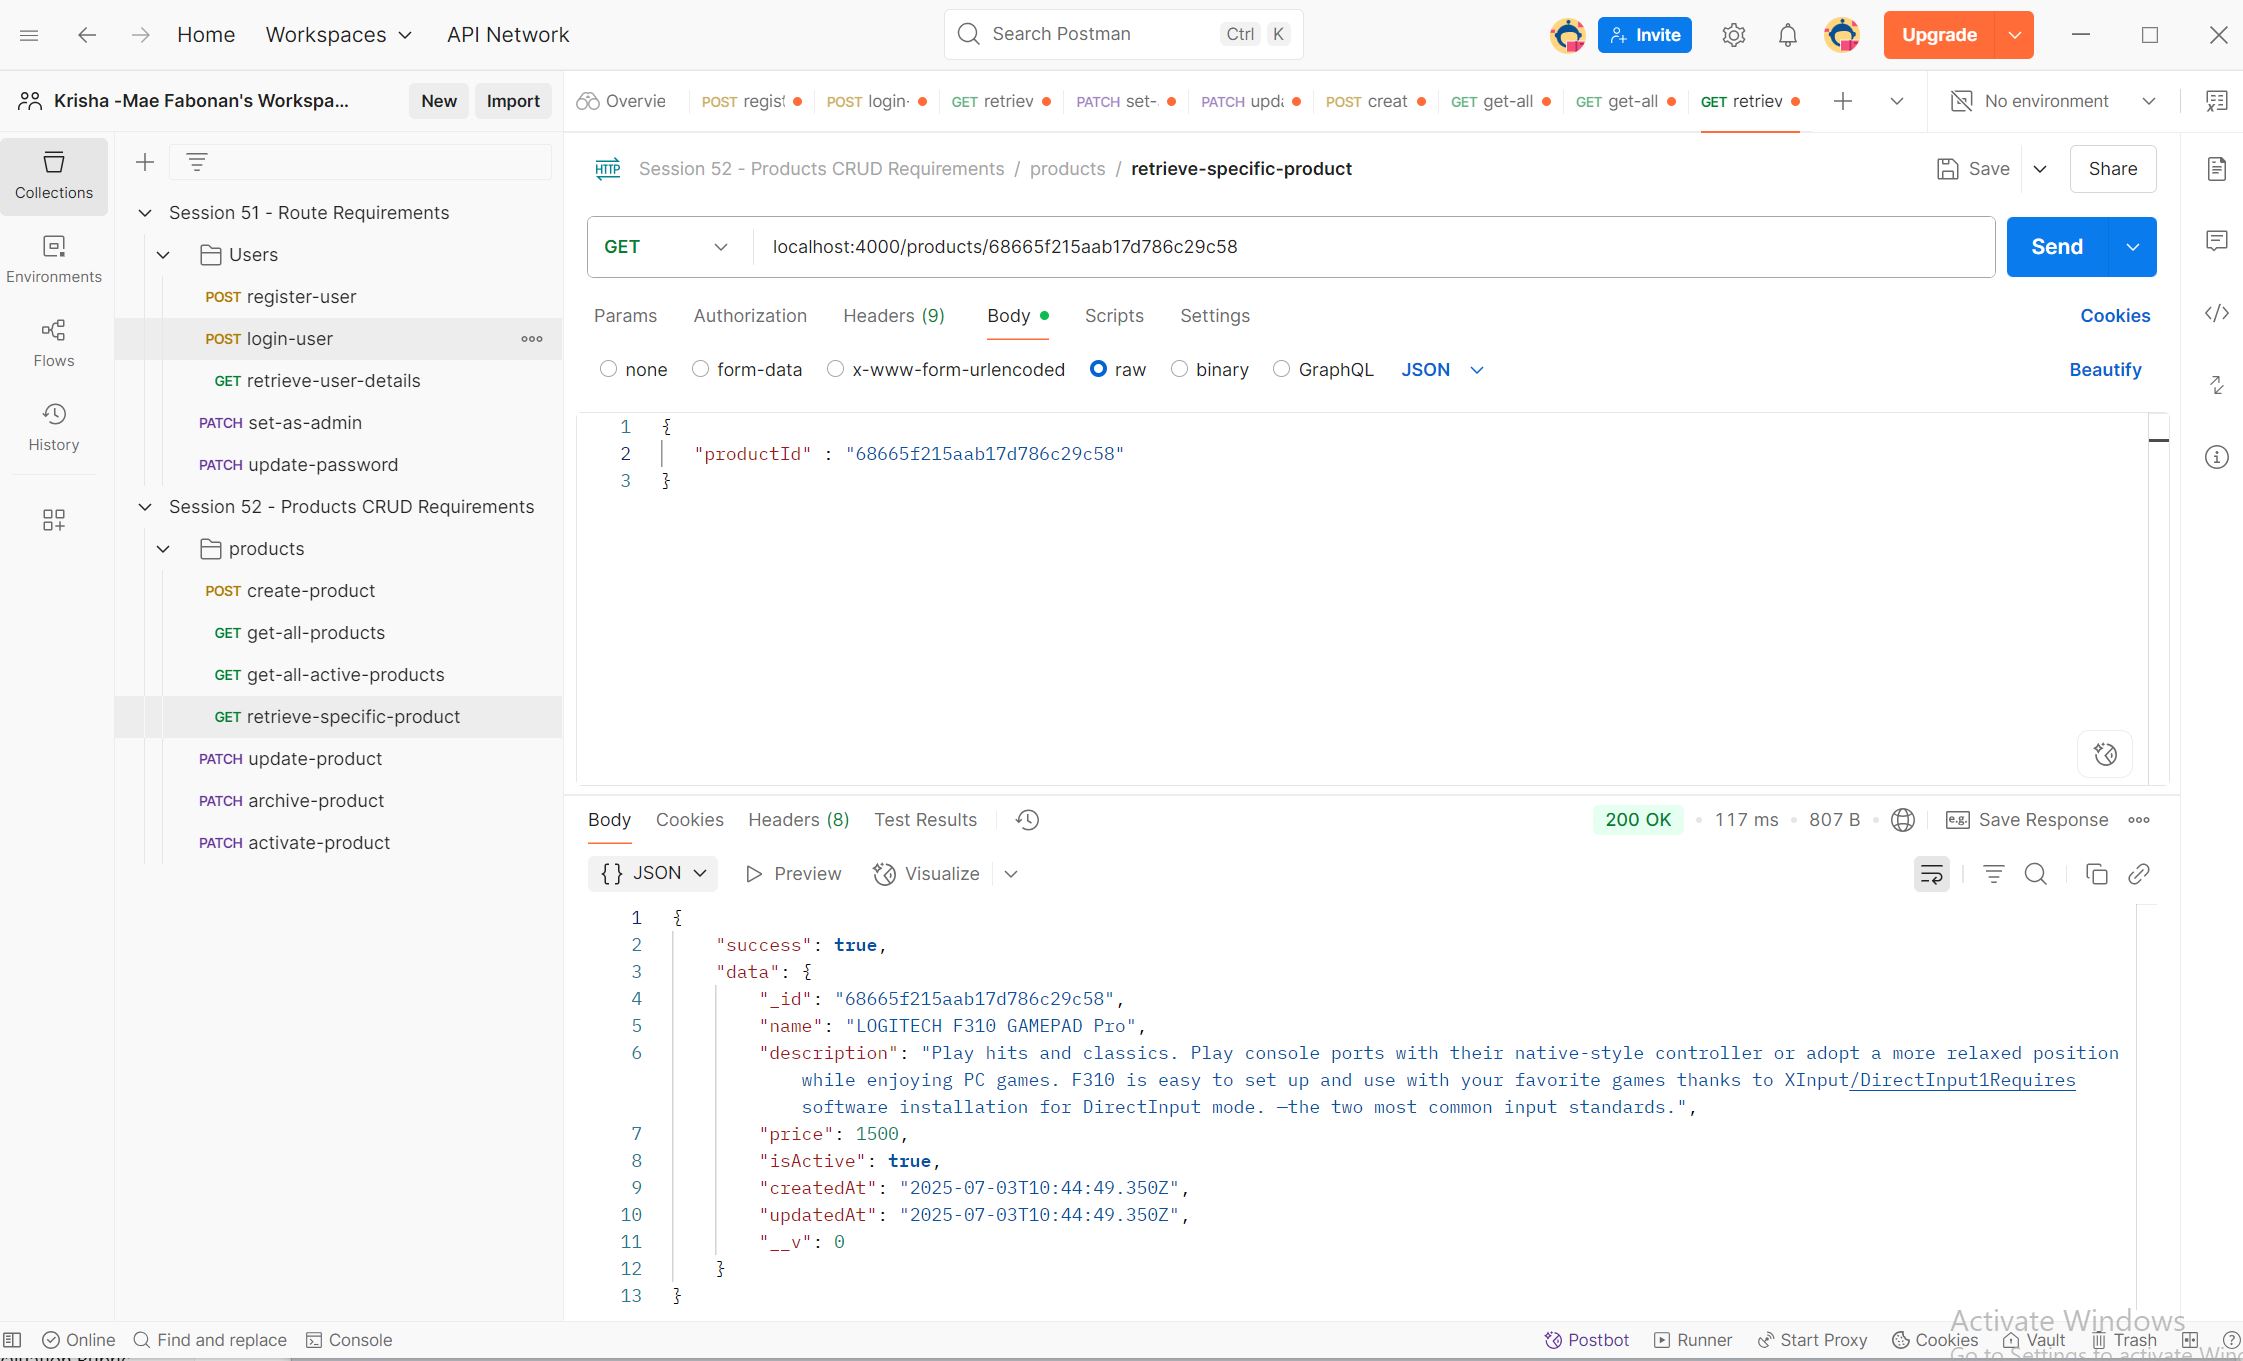 Home Workspaces API Network Search Postman Ctrl K Invite Upgrade
Krisha -Mae Fabonan's Workspa... New Import
Overvie POST regist POST login- GET retriev PATCH set- PATCH upda POST creat GET get-all GET get-all GET retriev No environment
Collections
Environments
Flows
History
Session 51 - Route Requirements
Users
POST register-user
POST login-user
GET retrieve-user-details
PATCH set-as-admin
PATCH update-password
Session 52 - Products CRUD Requirements
products
POST create-product
GET get-all-products
GET get-all-active-products
GET retrieve-specific-product
PATCH update-product
PATCH archive-product
PATCH activate-product
HTTP Session 52 - Products CRUD Requirements / products / retrieve-specific-product Save Share
GET localhost:4000/products/68665f215aab17d786c29c58 Send
Params Authorization Headers (9) Body Scripts Settings Cookies
none form-data x-www-form-urlencoded raw binary GraphQL JSON Beautify
1 {
2 "productId" : "68665f215aab17d786c29c58"
3 }
Body Cookies Headers (8) Test Results 200 OK 117 ms 807 B e.g. Save Response
{} JSON Preview Visualize
1 {
2 "success": true,
3 "data": {
4 "_id": "68665f215aab17d786c29c58",
5 "name": "LOGITECH F310 GAMEPAD Pro",
6 "description": "Play hits and classics. Play console ports with their native-style controller or adopt a more relaxed position
while enjoying PC games. F310 is easy to set up and use with your favorite games thanks to XInput/DirectInput1Requires
software installation for DirectInput mode. —the two most common input standards.",
7 "price": 1500,
8 "isActive": true,
9 "createdAt": "2025-07-03T10:44:49.350Z",
10 "updatedAt": "2025-07-03T10:44:49.350Z",
11 "__v": 0
12 }
13 }
Activate Windows
Online Find and replace Console Postbot Runner Start Proxy Cookies Vault Trash
Go to Settings to activate Win